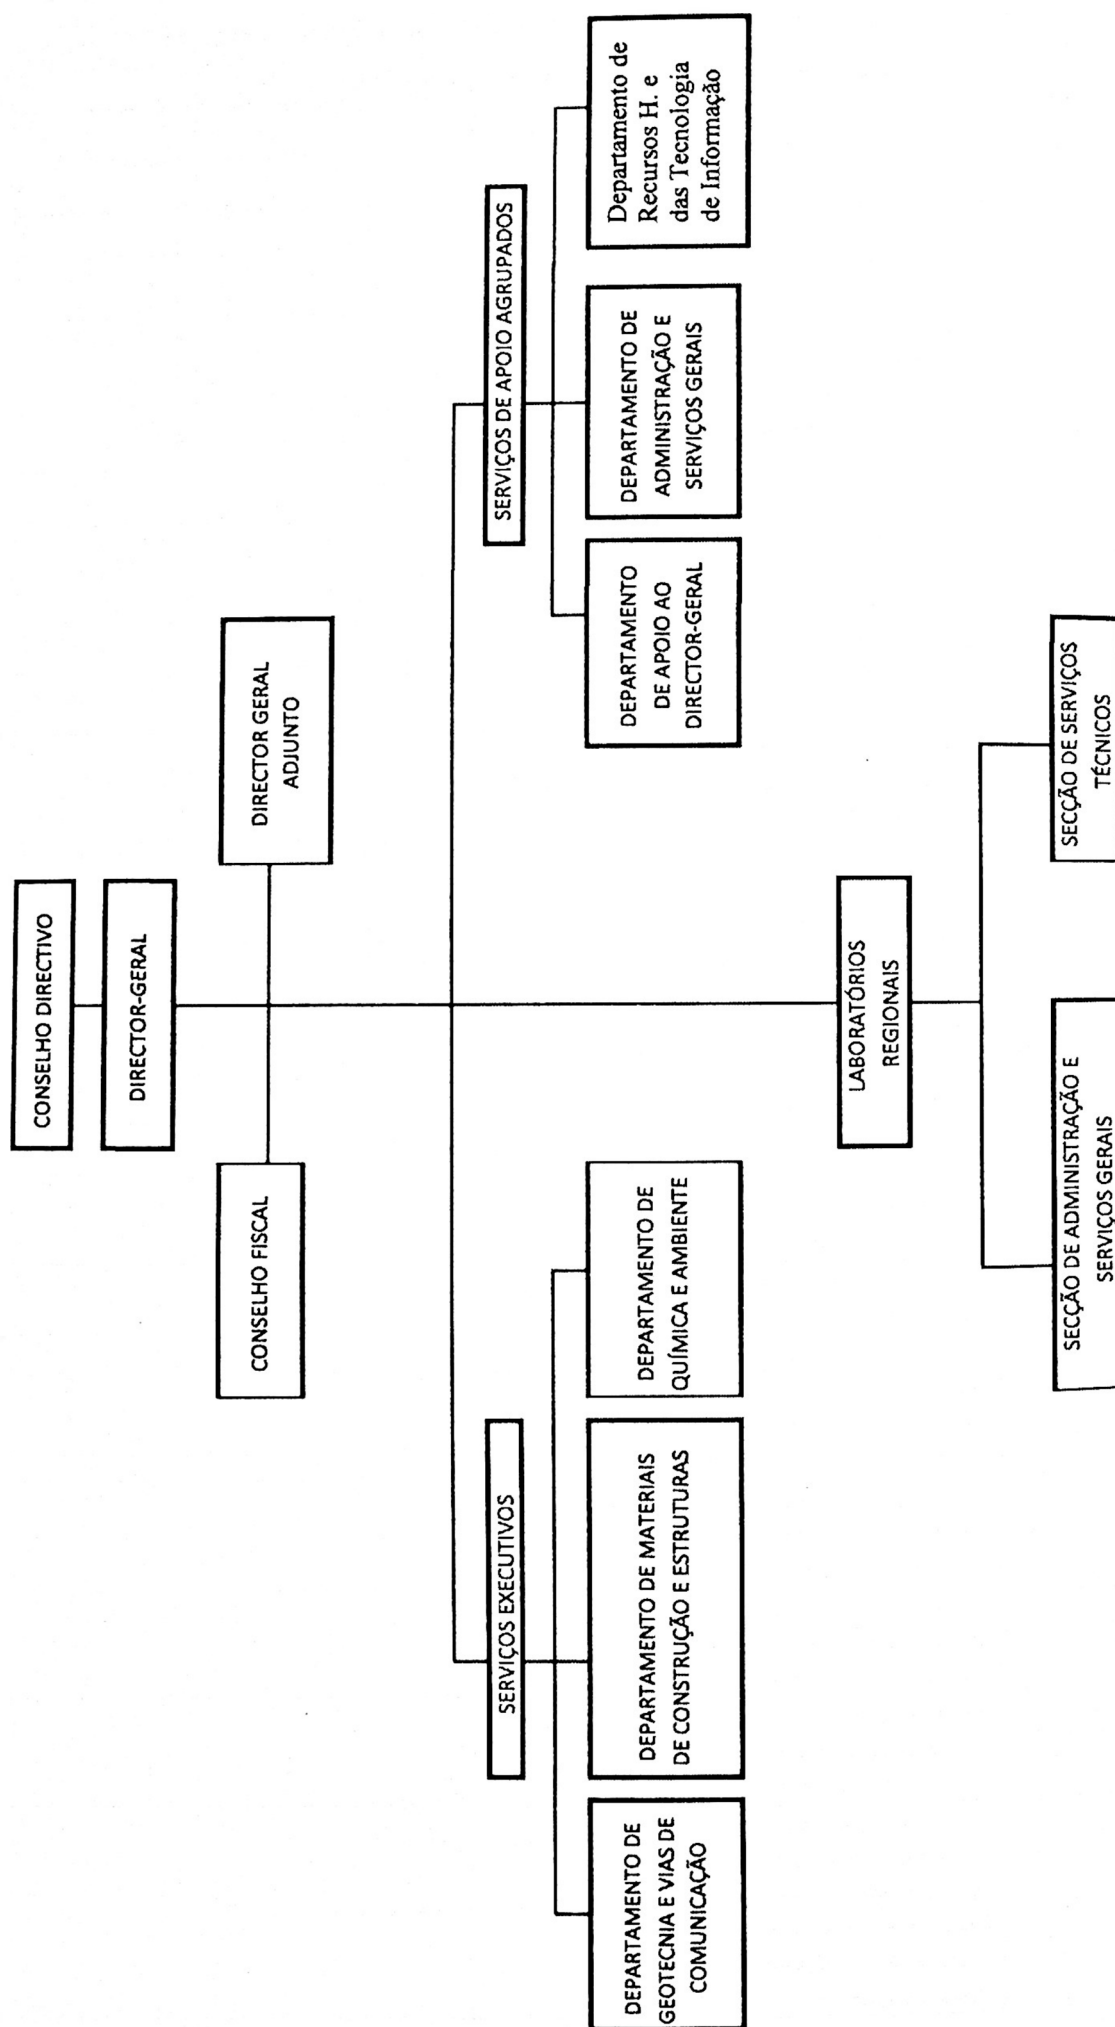 CONSELHO DIRECTIVO
DIRECTOR-GERAL
CONSELHO FISCAL
DIRECTOR GERAL
ADJUNTO
SERVIÇOS EXECUTIVOS
SERVIÇOS DE APOIO AGRUPADOS
DEPARTAMENTO DE
GEOTECNIA E VIAS DE
COMUNICAÇÃO
DEPARTAMENTO DE MATERIAIS
DE CONSTRUÇÃO E ESTRUTURAS
DEPARTAMENTO DE
QUÍMICA E AMBIENTE
DEPARTAMENTO
DE APOIO AO
DIRECTOR-GERAL
DEPARTAMENTO DE
ADMINISTRAÇÃO E
SERVIÇOS GERAIS
Departamento de
Recursos H. e
das Tecnologia
de Informação
LABORATÓRIOS
REGIONAIS
SECÇÃO DE ADMINISTRAÇÃO E
SERVIÇOS GERAIS
SECÇÃO DE SERVIÇOS
TÉCNICOS